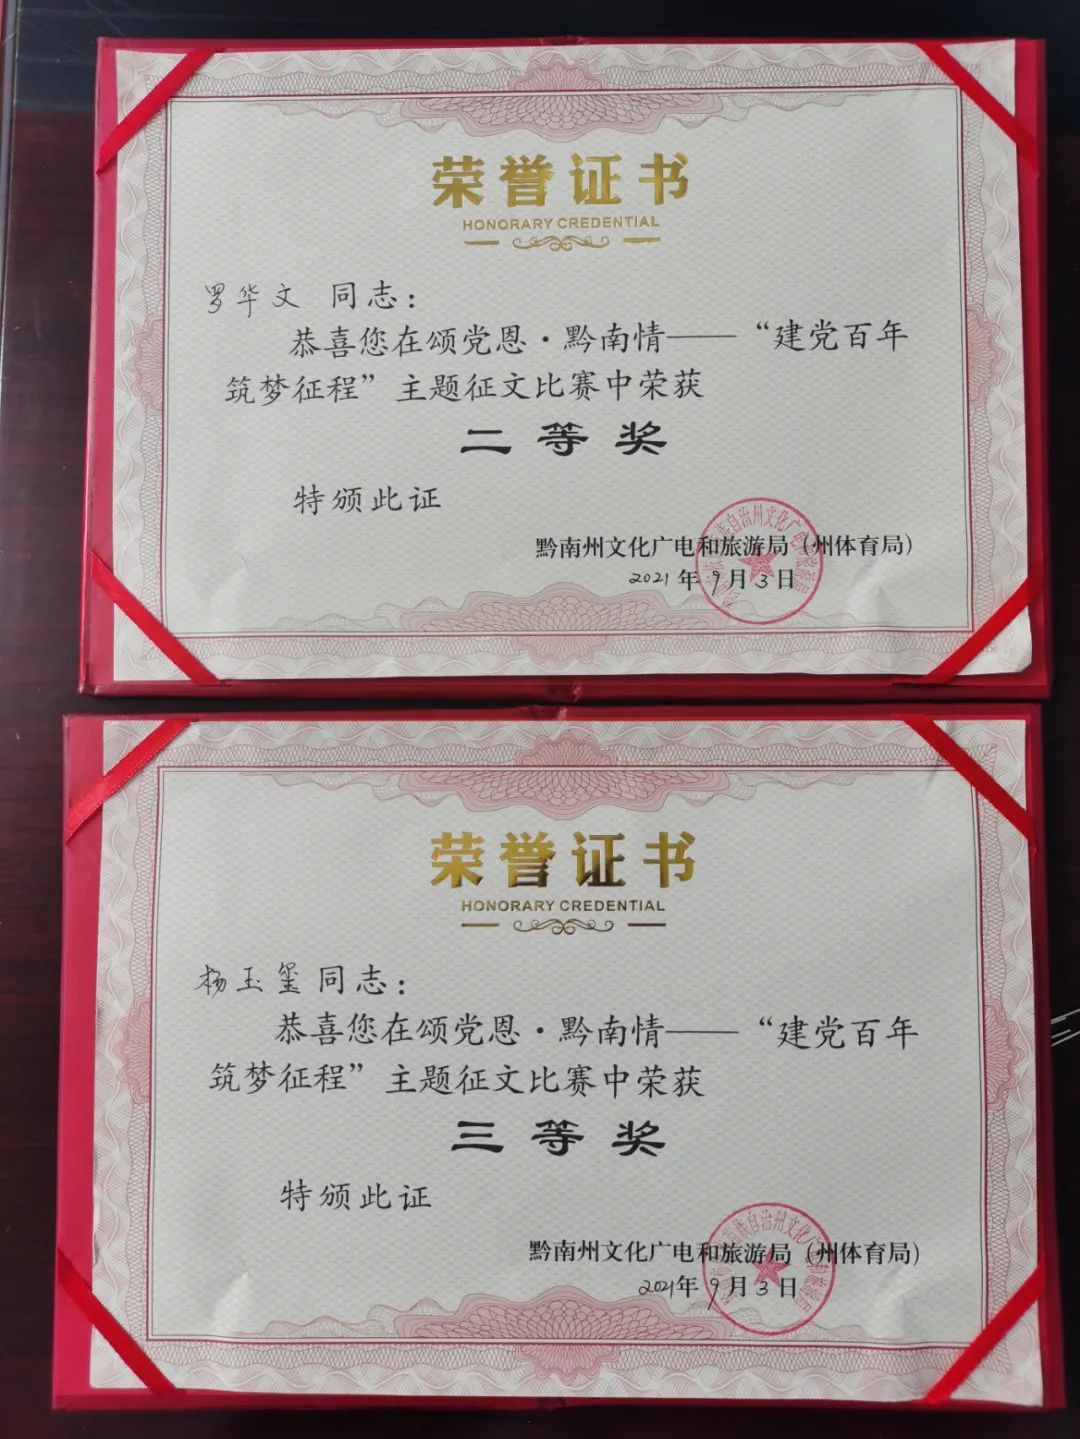 荣誉证书
HONORARY CREDENTIAL
罗华文 同志：
恭喜您在颂党恩·黔南情——“建党百年
筑梦征程”主题征文比赛中荣获
二等奖
特颁此证
黔南州文化广电和旅游局（州体育局）
2021年9月3日
荣誉证书
HONORARY CREDENTIAL
杨玉玺 同志：
恭喜您在颂党恩·黔南情——“建党百年
筑梦征程”主题征文比赛中荣获
三等奖
特颁此证
黔南州文化广电和旅游局（州体育局）
2021年9月3日